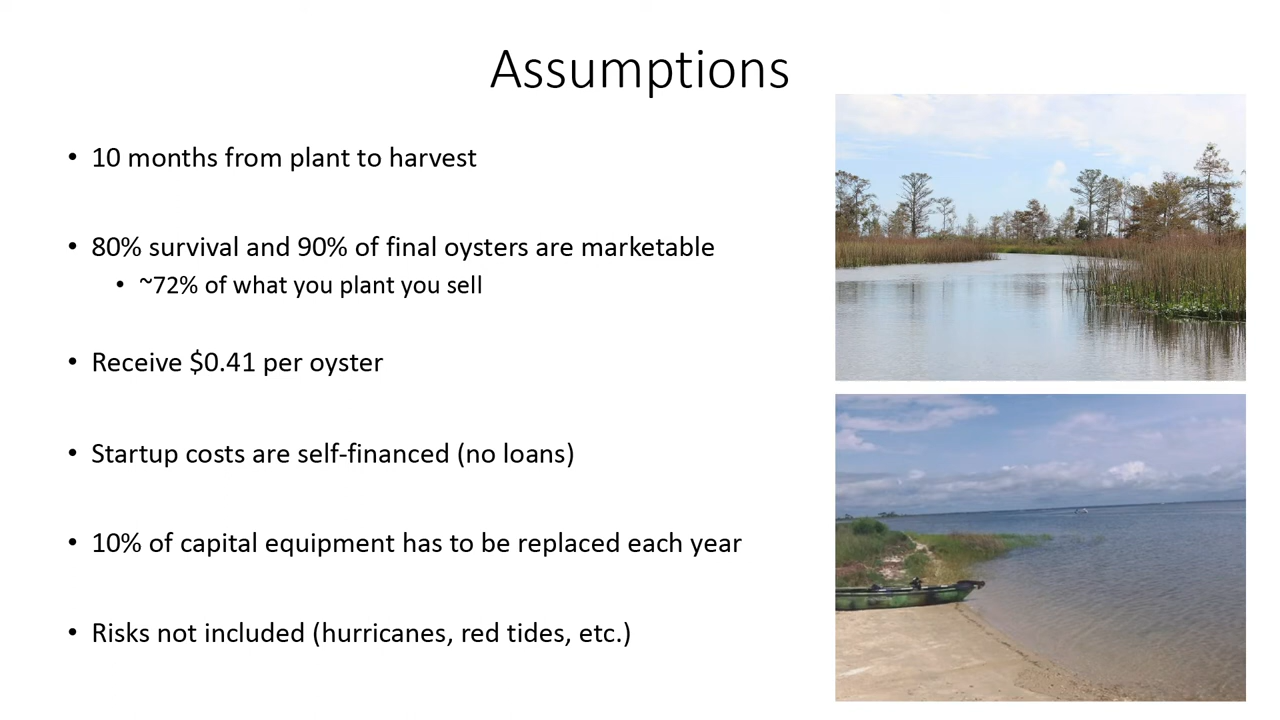 Assumptions
• 10 months from plant to harvest
• 80% survival and 90% of final oysters are marketable
• ~72% of what you plant you sell
• Receive $0.41 per oyster
• Startup costs are self-financed (no loans)
• 10% of capital equipment has to be replaced each year
• Risks not included (hurricanes, red tides, etc.)